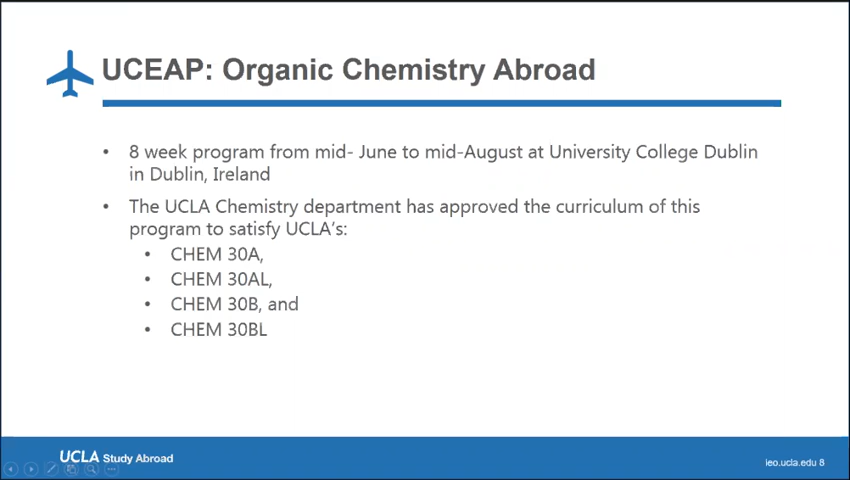 UCEAP: Organic Chemistry Abroad
• 8 week program from mid- June to mid-August at University College Dublin
in Dublin, Ireland
• The UCLA Chemistry department has approved the curriculum of this
program to satisfy UCLA's:
• CHEM 30A,
• CHEM 30AL,
• CHEM 30B, and
• CHEM 30BL
UCLA Study Abroad
ieo.ucla.edu 8